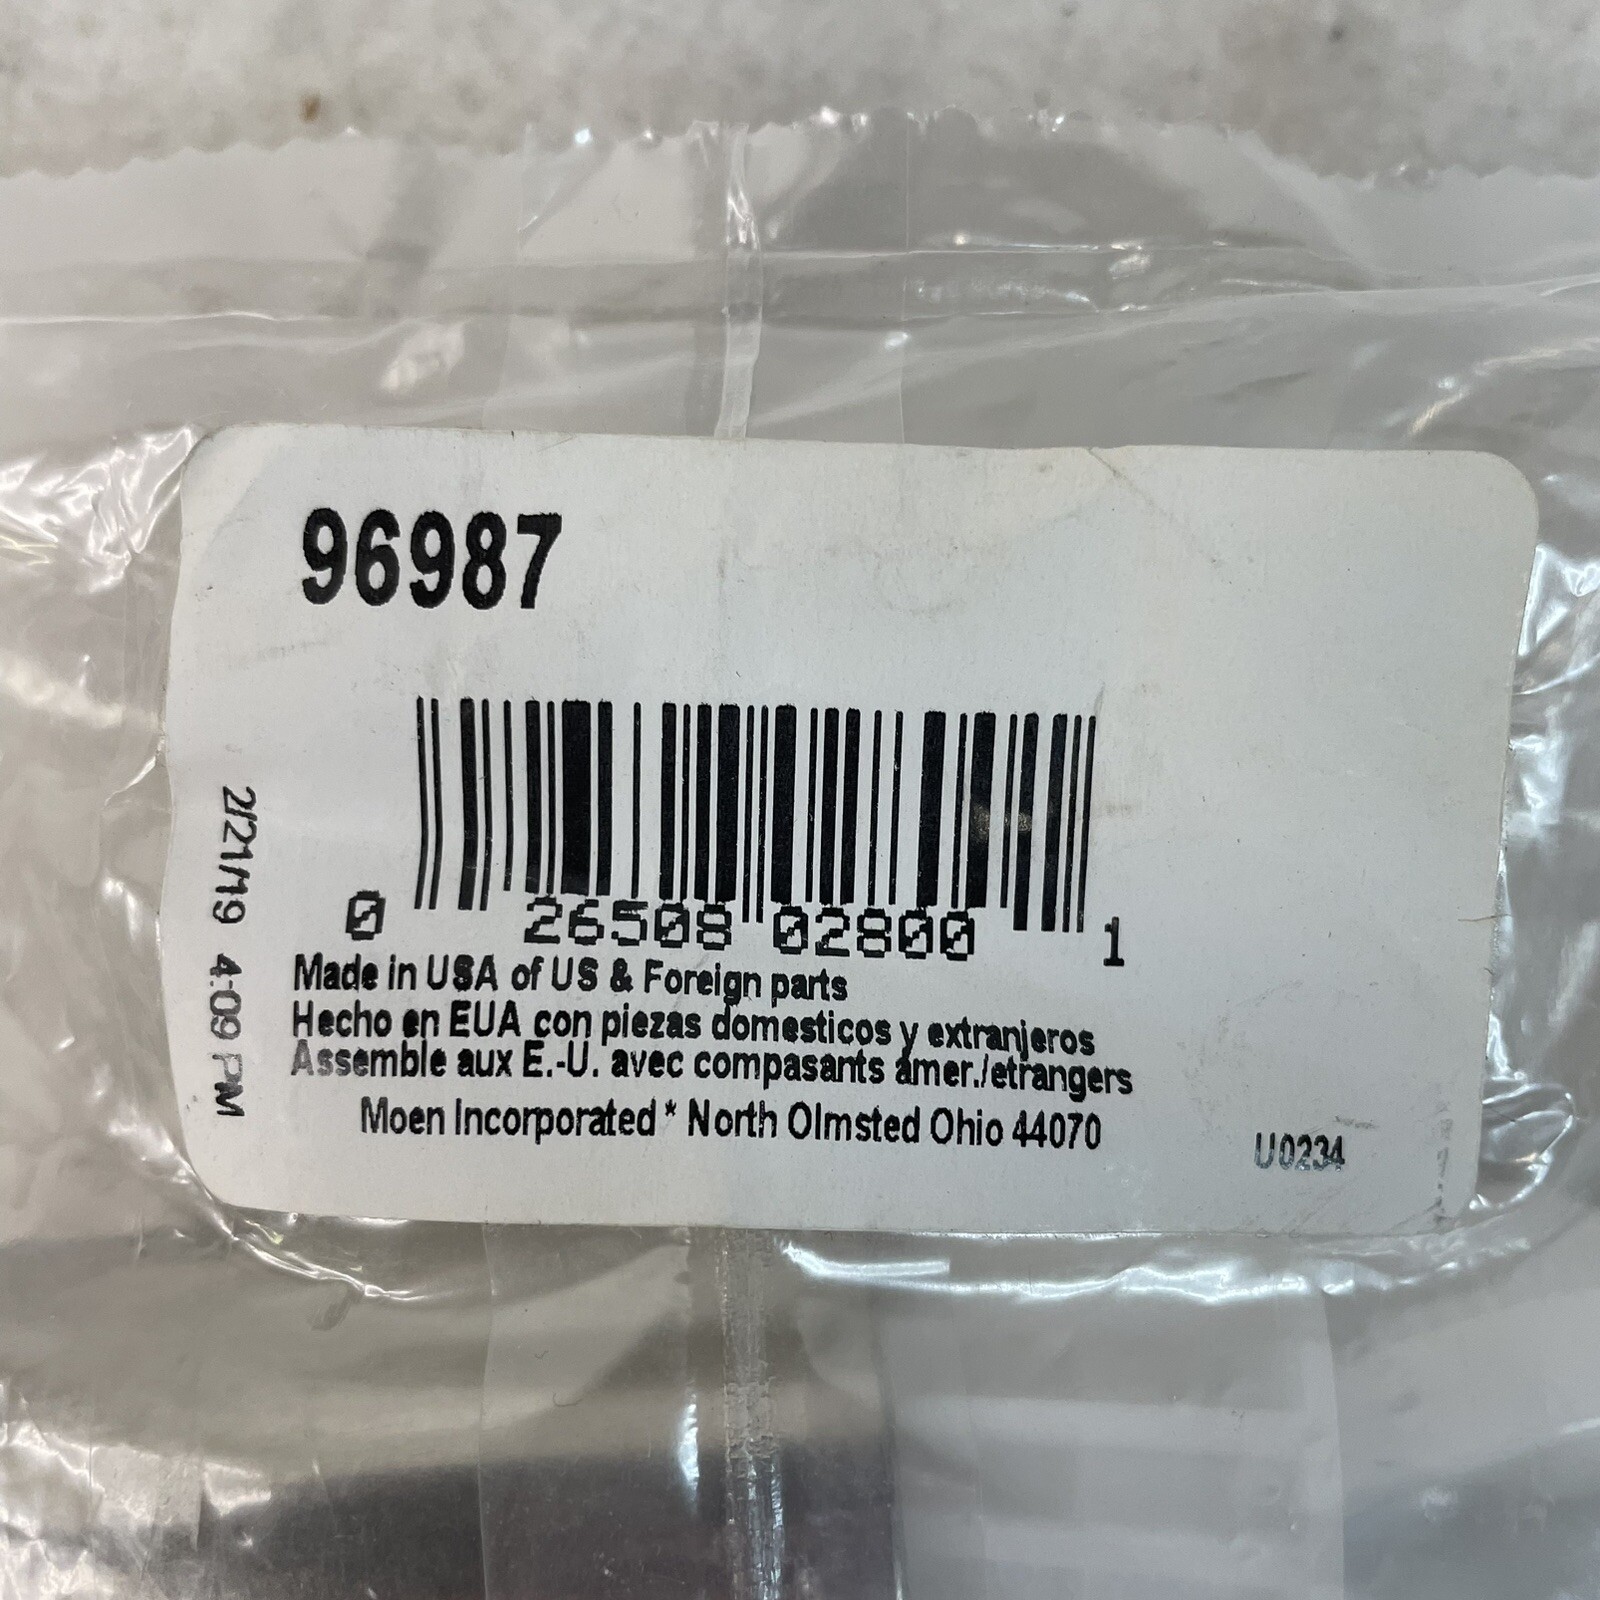 96987
0 26508 02800 1
Made in USA of US & Foreign parts
Hecho en EUA con piezas domesticos y extranjeros
Assemble aux E.-U. avec compasants amer./etrangers
Moen Incorporated * North Olmsted Ohio 44070
U0234
2/21/19 4:09 PM